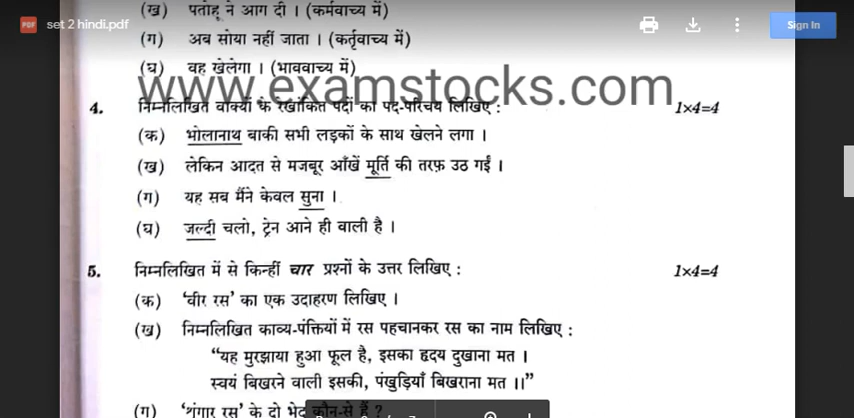 (ख) पतोहू ने आग दी । (कर्मवाच्य में)
set 2 hindi.pdf
Sign In
(ग) अब सोया नहीं जाता । (कर्तृवाच्य में)
(घ) वह खेलेगा । (भाववाच्य में)
www.examstocks.com
4. निम्नलिखित वाक्यों के रेखांकित पदों का पद-परिचय लिखिए : 1×4=4
(क) भोलानाथ बाकी सभी लड़कों के साथ खेलने लगा ।
(ख) लेकिन आदत से मजबूर आँखें मूर्ति की तरफ़ उठ गईं ।
(ग) यह सब मैंने केवल सुना ।
(घ) जल्दी चलो, ट्रेन आने ही वाली है ।
5. निम्नलिखित में से किन्हीं चार प्रश्नों के उत्तर लिखिए : 1×4=4
(क) ‘वीर रस’ का एक उदाहरण लिखिए ।
(ख) निम्नलिखित काव्य-पंक्तियों में रस पहचानकर रस का नाम लिखिए :
“यह मुरझाया हुआ फूल है, इसका हृदय दुखाना मत ।
स्वयं बिखरने वाली इसकी, पंखुड़ियाँ बिखराना मत ।।”
(ग) ‘शृंगार रस’ के दो भेद कौन-से हैं ?